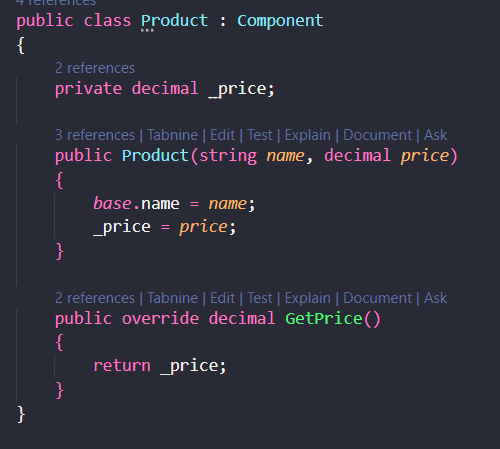 4 references
public class Product : Component
{
2 references
private decimal _price;
3 references | Tabnine | Edit | Test | Explain | Document | Ask
public Product(string name, decimal price)
{
base.name = name;
_price = price;
}
2 references | Tabnine | Edit | Test | Explain | Document | Ask
public override decimal GetPrice()
{
return _price;
}
}